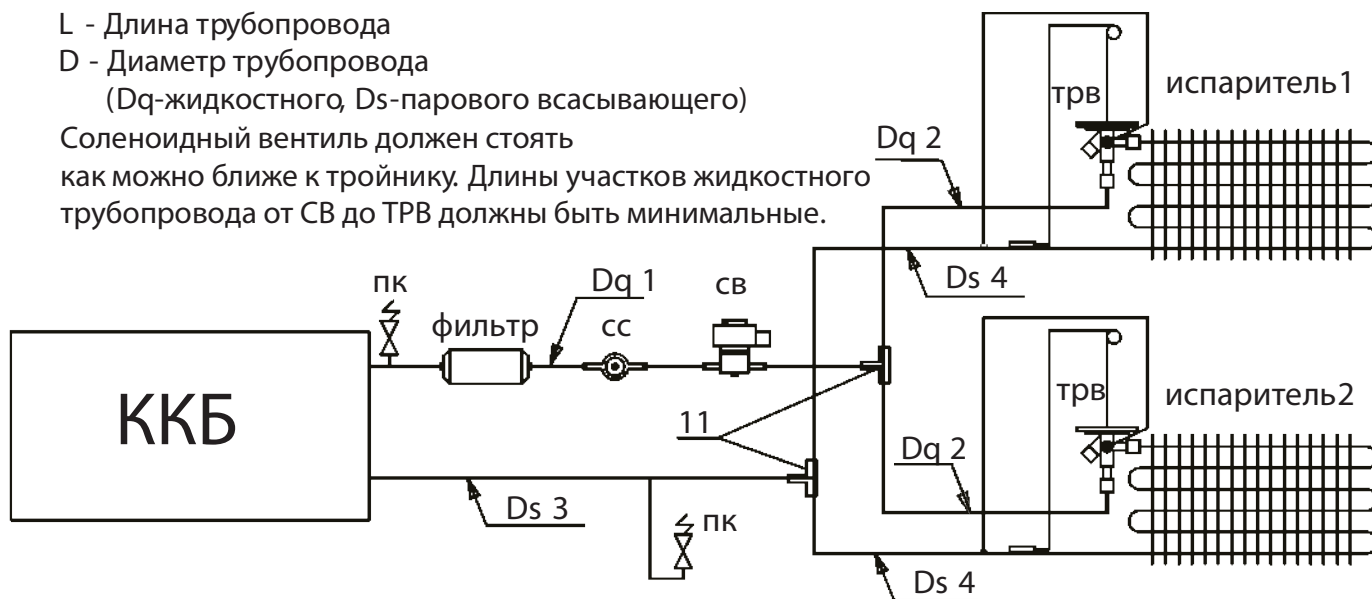 L - Длина трубопровода
D - Диаметр трубопровода
(Dq-жидкостного, Ds-парового всасывающего)
Соленоидный вентиль должен стоять
как можно ближе к тройнику. Длины участков жидкостного
трубопровода от СВ до ТРВ должны быть минимальные.
испаритель1
трв
Dq 2
Ds 4
пк
фильтр
Dq 1
сс
св
ККБ
11
трв
испаритель2
Dq 2
Ds 3
пк
Ds 4